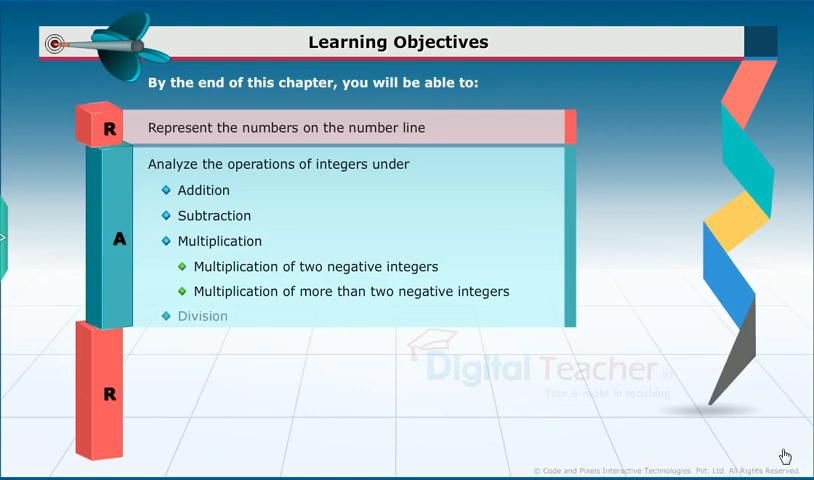 Learning Objectives
By the end of this chapter, you will be able to:
R
Represent the numbers on the number line
Analyze the operations of integers under
Addition
Subtraction
A
Multiplication
Multiplication of two negative integers
Multiplication of more than two negative integers
Division
Digital Teacher.in
Your e-mate in teaching
R
© Code and Pixels Interactive Technologies Pvt. Ltd. All Rights Reserved.